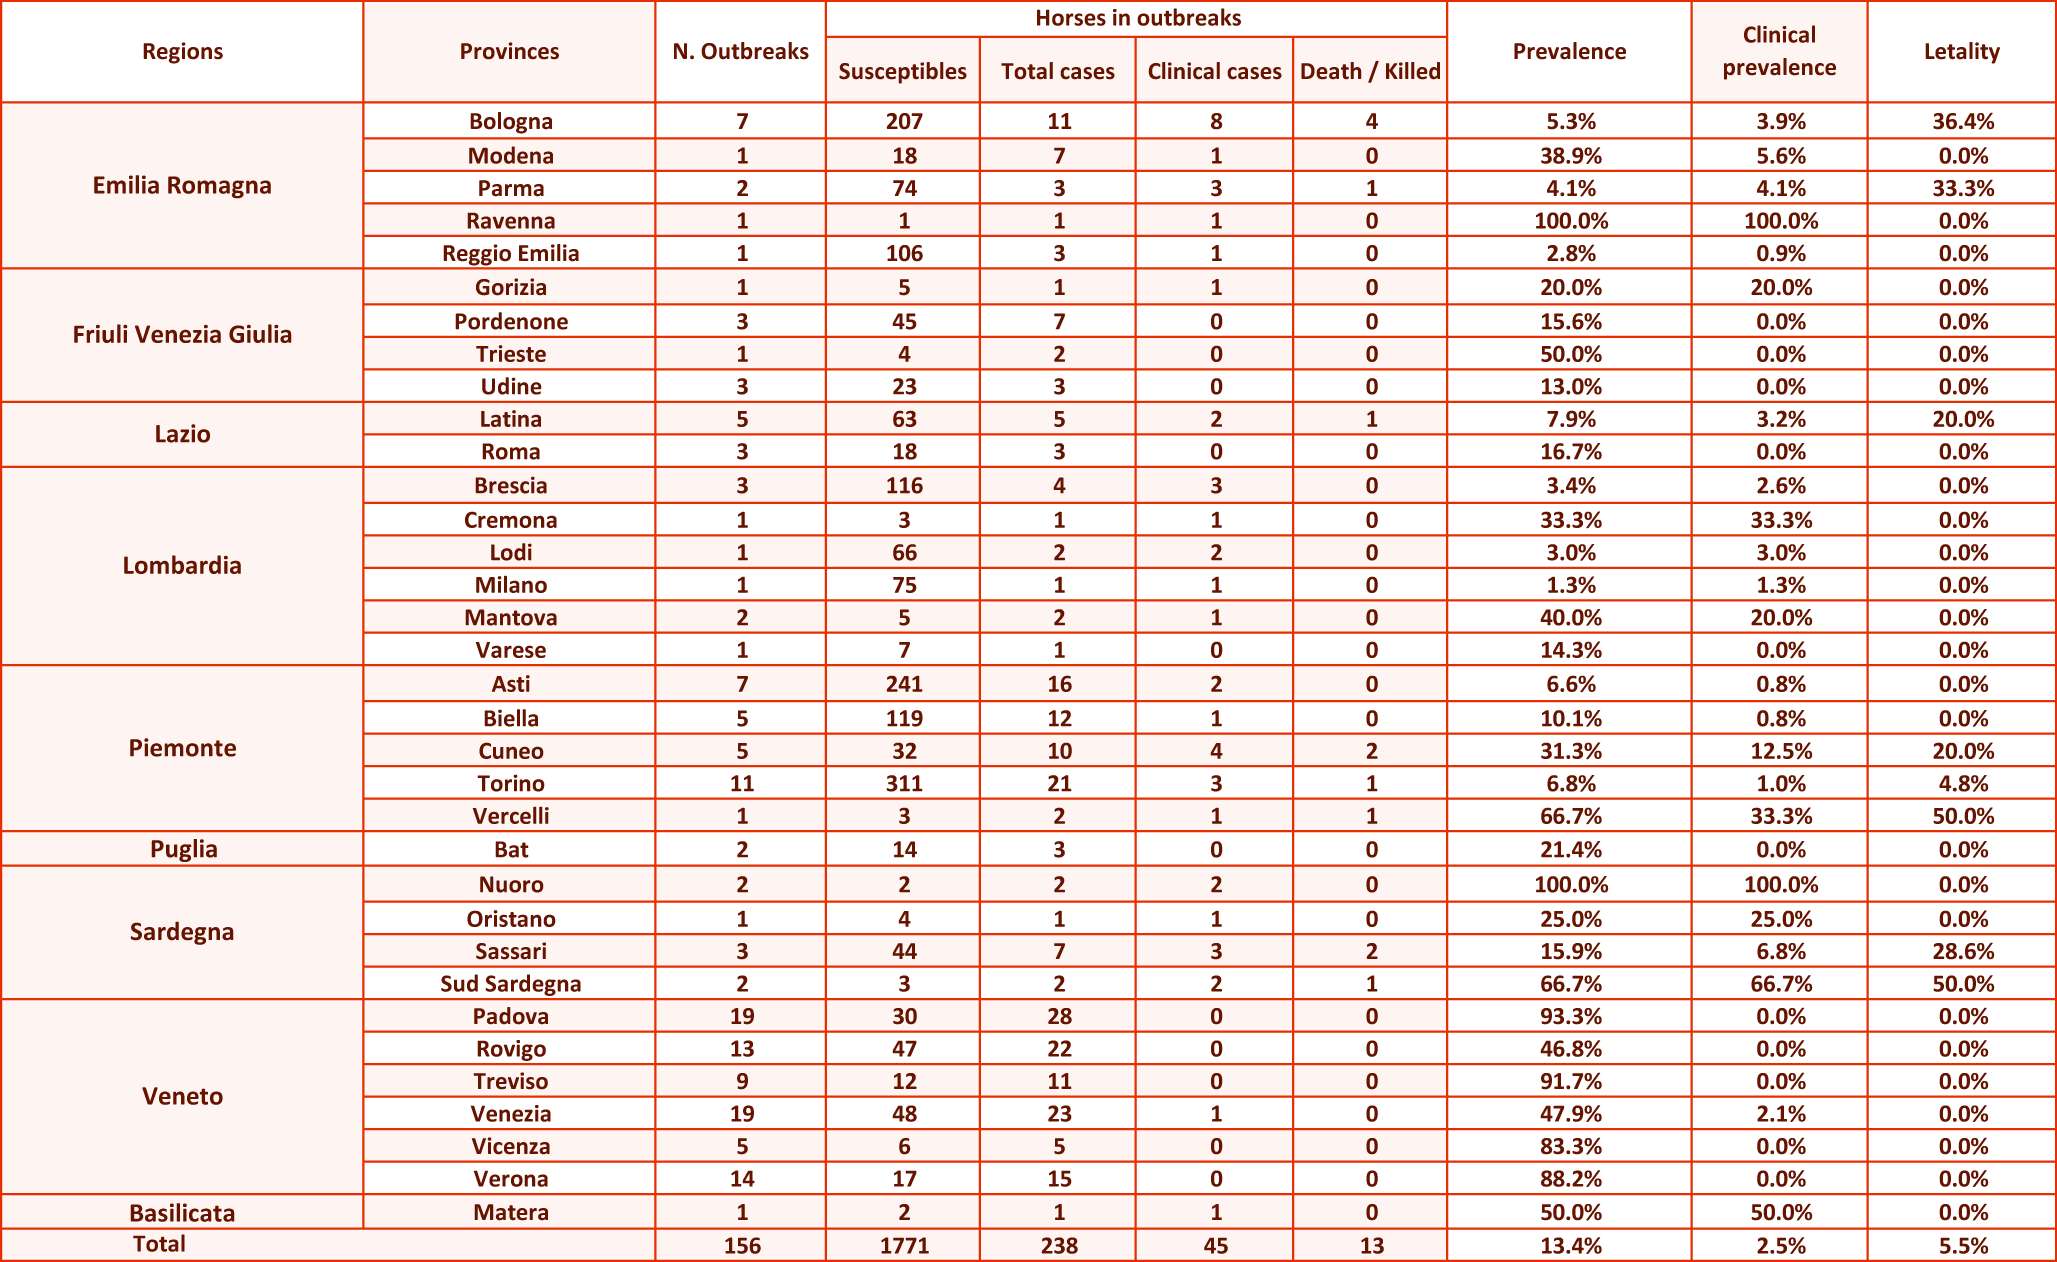 Regions Provinces N. Outbreaks Horses in outbreaks Prevalence Clinical prevalence Letality
Susceptibles Total cases Clinical cases Death / Killed
Emilia Romagna
Bologna 7 207 11 8 4 5.3% 3.9% 36.4%
Modena 1 18 7 1 0 38.9% 5.6% 0.0%
Parma 2 74 3 3 1 4.1% 4.1% 33.3%
Ravenna 1 1 1 1 0 100.0% 100.0% 0.0%
Reggio Emilia 1 106 3 1 0 2.8% 0.9% 0.0%
Friuli Venezia Giulia
Gorizia 1 5 1 1 0 20.0% 20.0% 0.0%
Pordenone 3 45 7 0 0 15.6% 0.0% 0.0%
Trieste 1 4 2 0 0 50.0% 0.0% 0.0%
Udine 3 23 3 0 0 13.0% 0.0% 0.0%
Lazio
Latina 5 63 5 2 1 7.9% 3.2% 20.0%
Roma 3 18 3 0 0 16.7% 0.0% 0.0%
Lombardia
Brescia 3 116 4 3 0 3.4% 2.6% 0.0%
Cremona 1 3 1 1 0 33.3% 33.3% 0.0%
Lodi 1 66 2 2 0 3.0% 3.0% 0.0%
Milano 1 75 1 1 0 1.3% 1.3% 0.0%
Mantova 2 5 2 1 0 40.0% 20.0% 0.0%
Varese 1 7 1 0 0 14.3% 0.0% 0.0%
Piemonte
Asti 7 241 16 2 0 6.6% 0.8% 0.0%
Biella 5 119 12 1 0 10.1% 0.8% 0.0%
Cuneo 5 32 10 4 2 31.3% 12.5% 20.0%
Torino 11 311 21 3 1 6.8% 1.0% 4.8%
Vercelli 1 3 2 1 1 66.7% 33.3% 50.0%
Puglia Bat 2 14 3 0 0 21.4% 0.0% 0.0%
Sardegna
Nuoro 2 2 2 2 0 100.0% 100.0% 0.0%
Oristano 1 4 1 1 0 25.0% 25.0% 0.0%
Sassari 3 44 7 3 2 15.9% 6.8% 28.6%
Sud Sardegna 2 3 2 2 1 66.7% 66.7% 50.0%
Veneto
Padova 19 30 28 0 0 93.3% 0.0% 0.0%
Rovigo 13 47 22 0 0 46.8% 0.0% 0.0%
Treviso 9 12 11 0 0 91.7% 0.0% 0.0%
Venezia 19 48 23 1 0 47.9% 2.1% 0.0%
Vicenza 5 6 5 0 0 83.3% 0.0% 0.0%
Verona 14 17 15 0 0 88.2% 0.0% 0.0%
Basilicata Matera 1 2 1 1 0 50.0% 50.0% 0.0%
Total 156 1771 238 45 13 13.4% 2.5% 5.5%